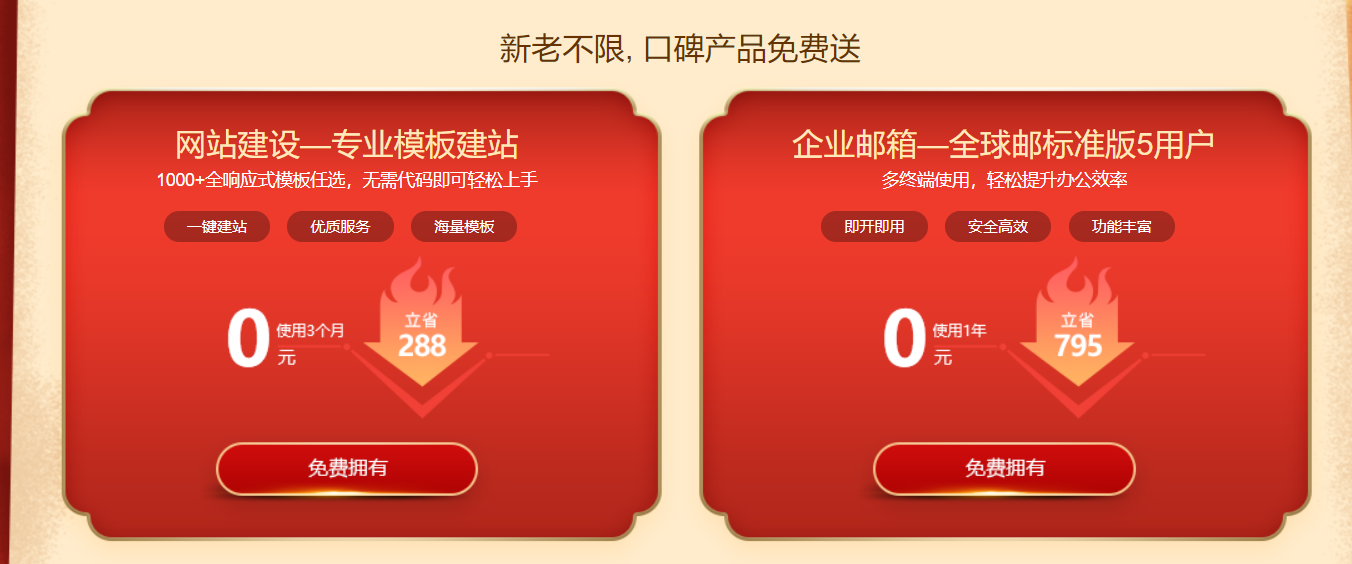 新老不限, 口碑产品免费送
网站建设—专业模板建站
1000+全响应式模板任选，无需代码即可轻松上手
一键建站 优质服务 海量模板
0 使用3个月
元
立省
288
免费拥有
企业邮箱—全球邮标准版5用户
多终端使用，轻松提升办公效率
即开即用 安全高效 功能丰富
0 使用1年
元
立省
795
免费拥有